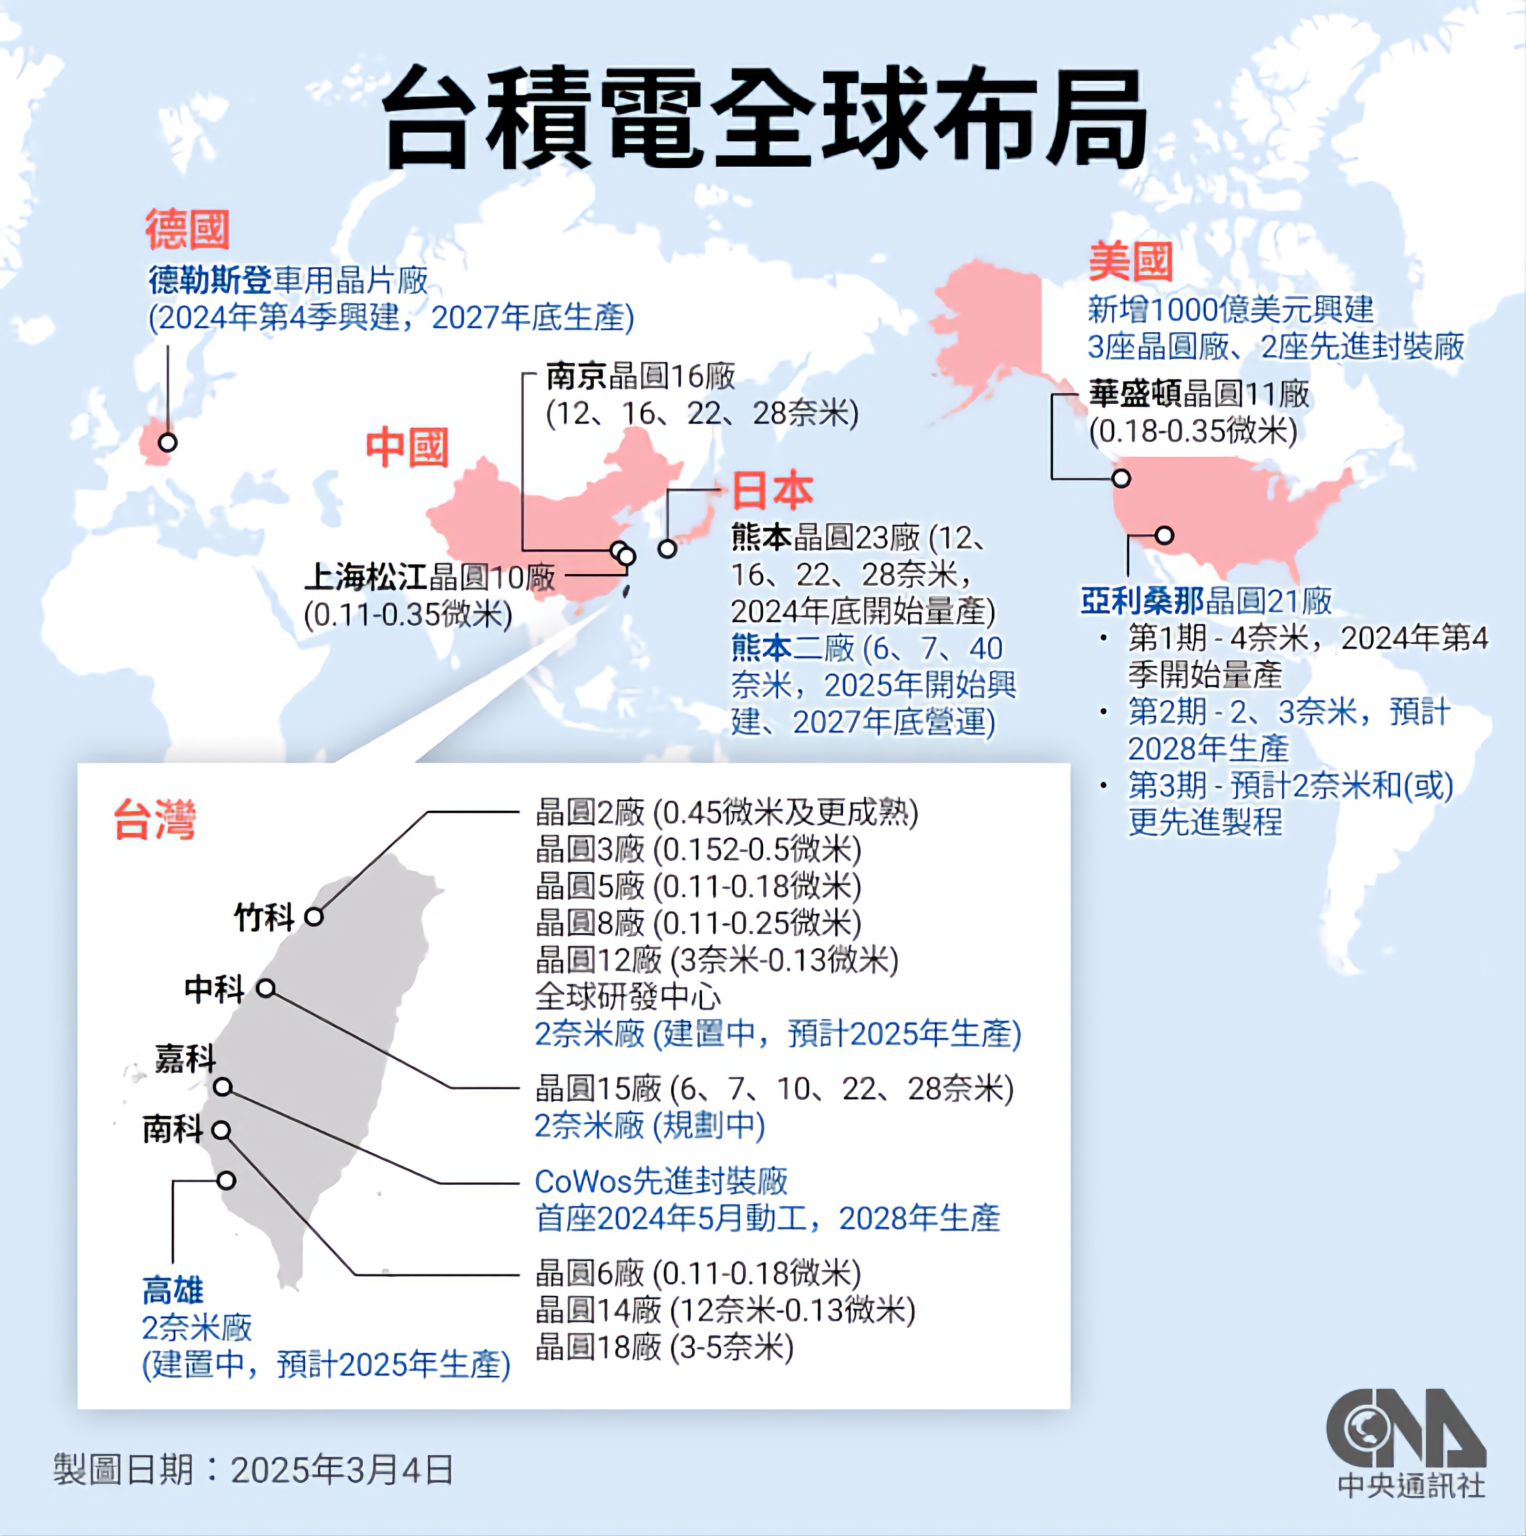 台積電全球布局
德國
德勒斯登車用晶片廠
(2024年第4季興建，2027年底生產)
美國
新增1000億美元興建
3座晶圓廠、2座先進封裝廠
華盛頓晶圓11廠
(0.18-0.35微米)
南京晶圓16廠
(12、16、22、28奈米)
中國
上海松江晶圓10廠
(0.11-0.35微米)
日本
熊本晶圓23廠 (12、
16、22、28奈米，
2024年底開始量產)
熊本二廠 (6、7、40
奈米，2025年開始興
建、2027年底營運)
亞利桑那晶圓21廠
・ 第1期 - 4奈米，2024年第4
季開始量產
・ 第2期 - 2、3奈米，預計
2028年生產
・ 第3期 - 預計2奈米和(或)
更先進製程
台灣
竹科
晶圓2廠 (0.45微米及更成熟)
晶圓3廠 (0.152-0.5微米)
晶圓5廠 (0.11-0.18微米)
晶圓8廠 (0.11-0.25微米)
晶圓12廠 (3奈米-0.13微米)
全球研發中心
2奈米廠 (建置中，預計2025年生產)
中科
晶圓15廠 (6、7、10、22、28奈米)
2奈米廠 (規劃中)
嘉科
CoWos先進封裝廠
首座2024年5月動工，2028年生產
南科
晶圓6廠 (0.11-0.18微米)
晶圓14廠 (12奈米-0.13微米)
晶圓18廠 (3-5奈米)
高雄
2奈米廠
(建置中，預計2025年生產)
製圖日期：2025年3月4日
CNA
中央通訊社